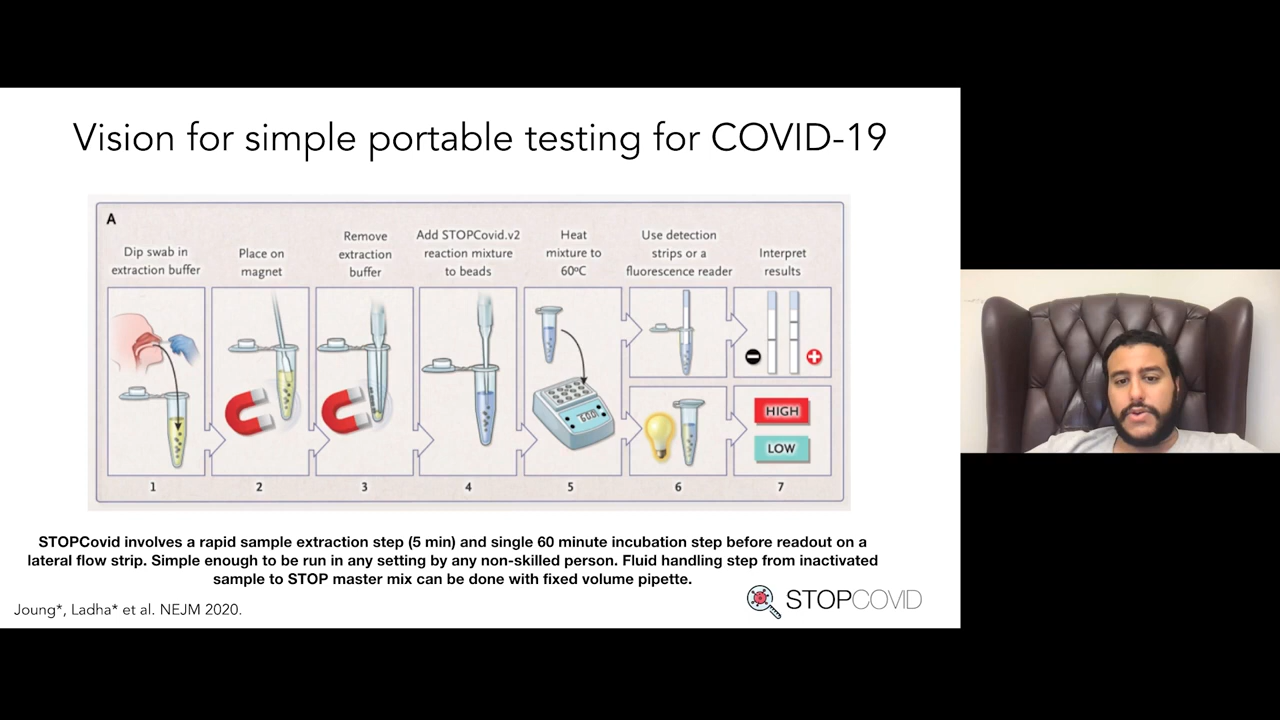 Vision for simple portable testing for COVID-19
A
Dip swab in
extraction buffer
Place on
magnet
Remove
extraction
buffer
Add STOPCovid.v2
reaction mixture
to beads
Heat
mixture to
60ºC
Use detection
strips or a
fluorescence reader
Interpret
results
60.0
HIGH
LOW
1
2
3
4
5
6
7
STOPCovid involves a rapid sample extraction step (5 min) and single 60 minute incubation step before readout on a
lateral flow strip. Simple enough to be run in any setting by any non-skilled person. Fluid handling step from inactivated
sample to STOP master mix can be done with fixed volume pipette.
Joung*, Ladha* et al. NEJM 2020.
STOPCOVID